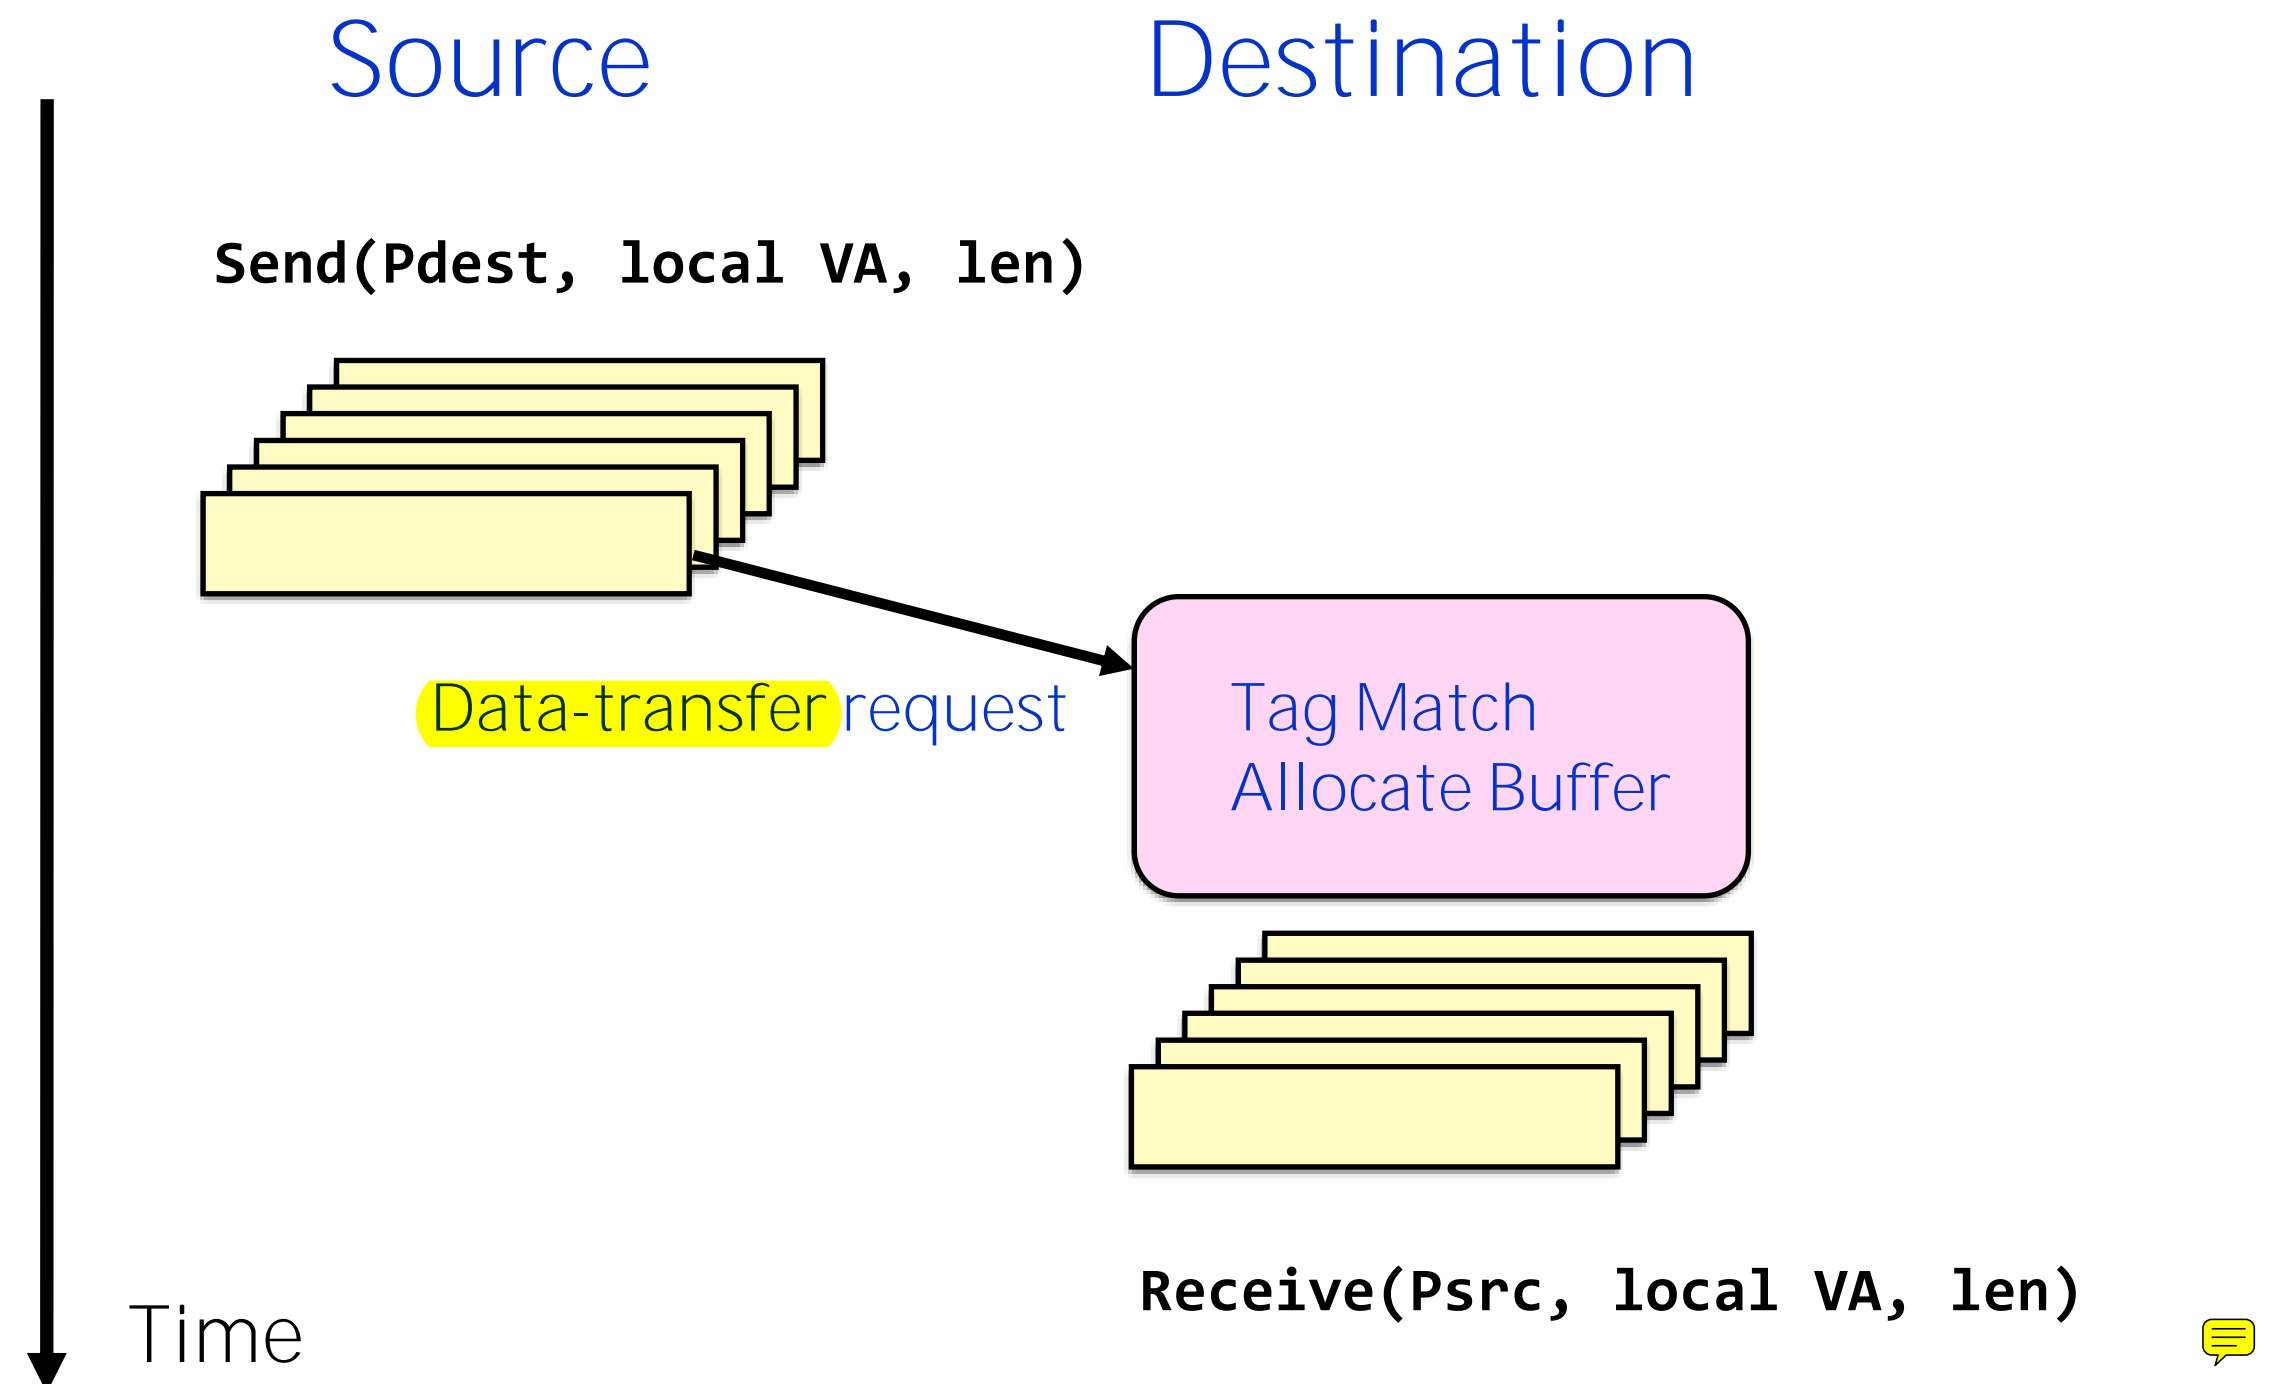 Source
Destination
Send(Pdest, local VA, len)
Data-transfer request
Tag Match
Allocate Buffer
Receive(Psrc, local VA, len)
Time